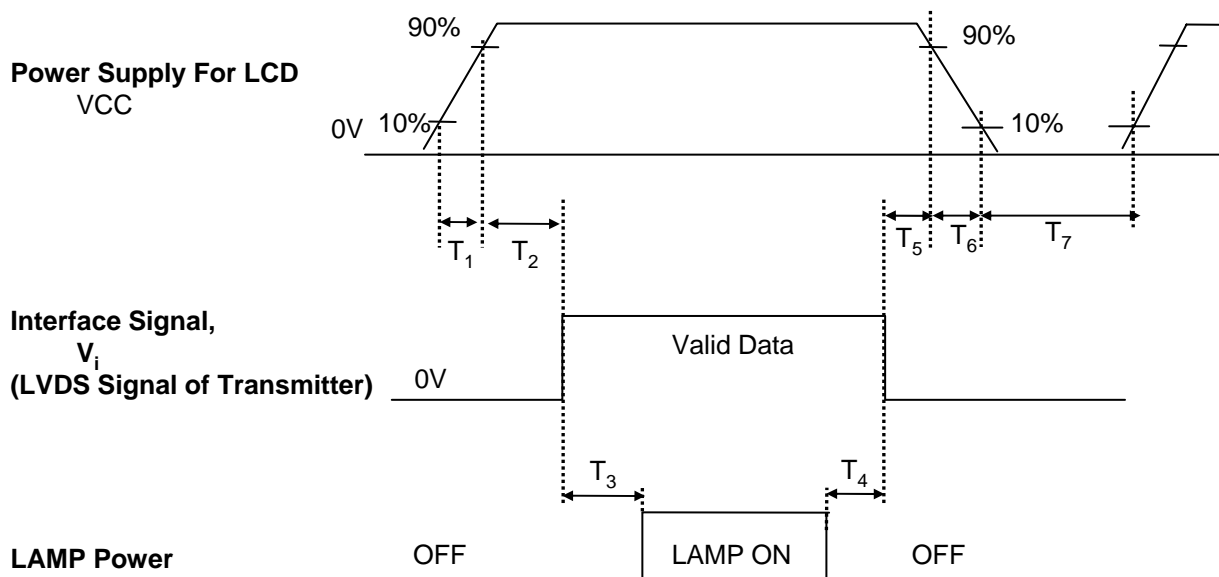 90%
90%
Power Supply For LCD
VCC
0V
10%
10%
T1
T2
T5
T6
T7
Interface Signal,
Vi
(LVDS Signal of Transmitter)
Valid Data
0V
T3
T4
LAMP Power
OFF
LAMP ON
OFF